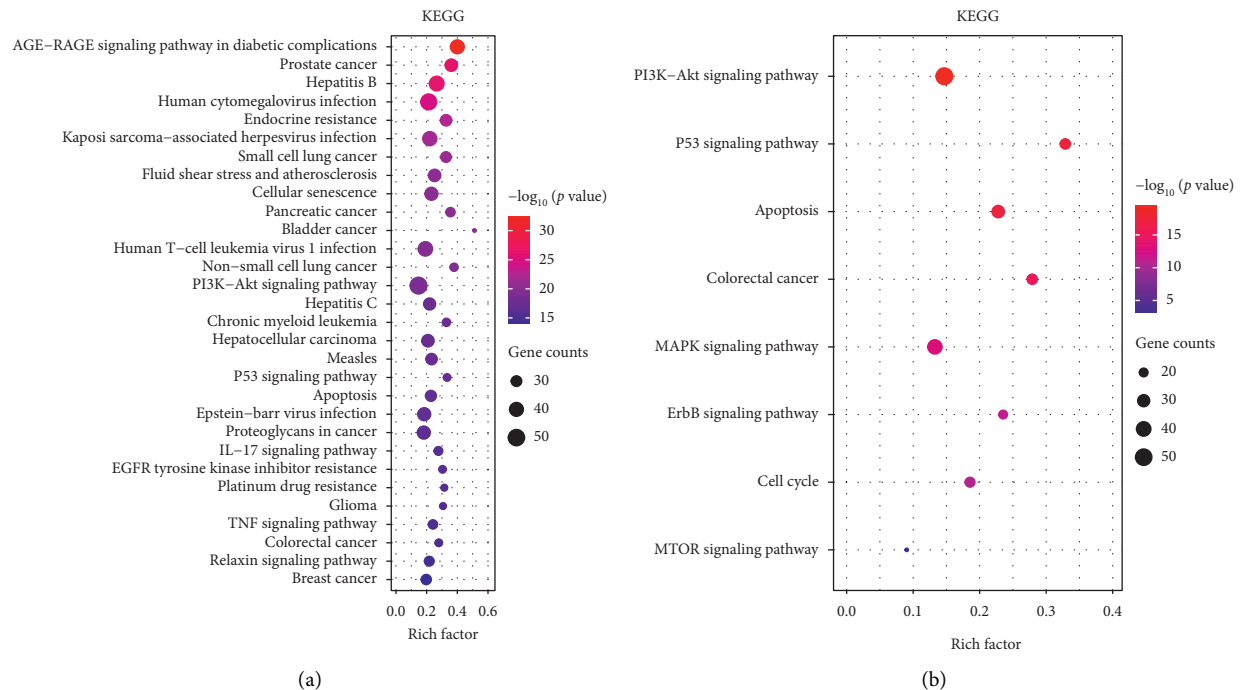 KEGG
AGE−RAGE signaling pathway in diabetic complications
Prostate cancer
Hepatitis B
Human cytomegalovirus infection
Endocrine resistance
Kaposi sarcoma−associated herpesvirus infection
Small cell lung cancer
Fluid shear stress and atherosclerosis
Cellular senescence
Pancreatic cancer
Bladder cancer
Human T−cell leukemia virus 1 infection
Non−small cell lung cancer
PI3K−Akt signaling pathway
Hepatitis C
Chronic myeloid leukemia
Hepatocellular carcinoma
Measles
P53 signaling pathway
Apoptosis
Epstein−barr virus infection
Proteoglycans in cancer
IL−17 signaling pathway
EGFR tyrosine kinase inhibitor resistance
Platinum drug resistance
Glioma
TNF signaling pathway
Colorectal cancer
Relaxin signaling pathway
Breast cancer
0.0 0.2 0.4 0.6
Rich factor
−log10 (p value)
30
25
20
15
Gene counts
30
40
50
(a)
KEGG
PI3K−Akt signaling pathway
P53 signaling pathway
Apoptosis
Colorectal cancer
MAPK signaling pathway
ErbB signaling pathway
Cell cycle
MTOR signaling pathway
0.0 0.1 0.2 0.3 0.4
Rich factor
−log10 (p value)
15
10
5
Gene counts
20
30
40
50
(b)